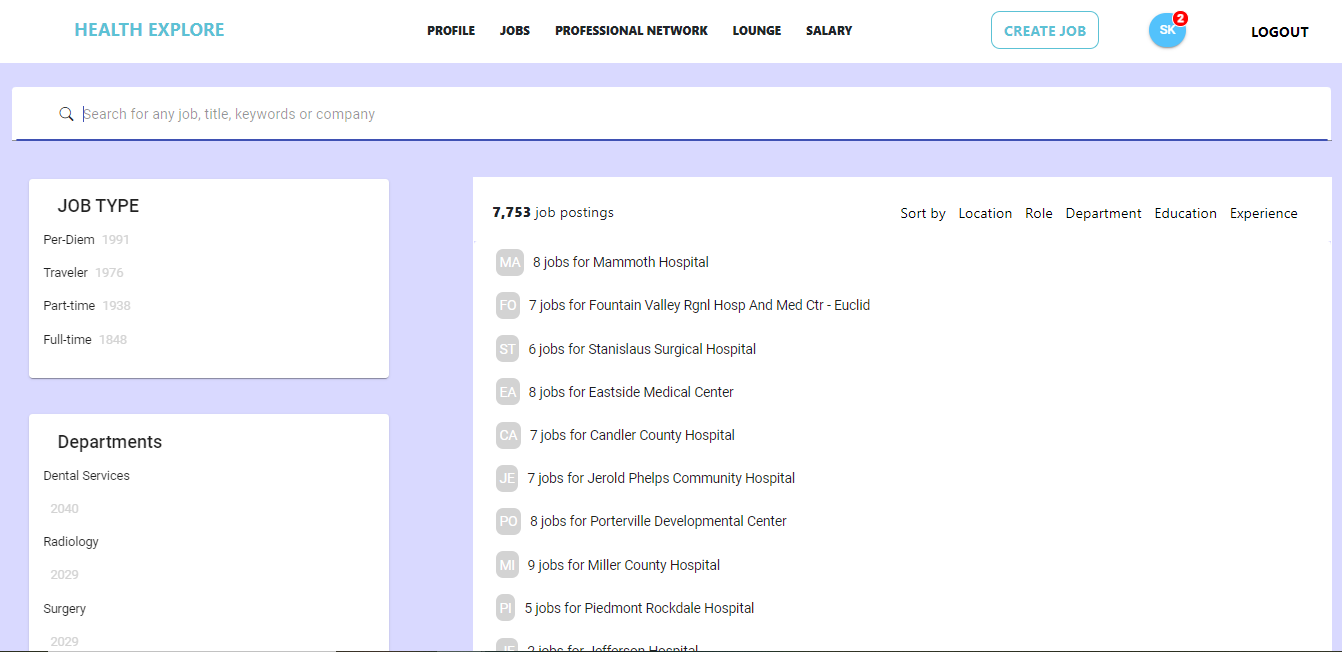 HEALTH EXPLORE
PROFILE JOBS PROFESSIONAL NETWORK LOUNGE SALARY
CREATE JOB
SK
2
LOGOUT
Search for any job, title, keywords or company
JOB TYPE
Per-Diem 1991
Traveler 1976
Part-time 1938
Full-time 1848
Departments
Dental Services
2040
Radiology
2029
Surgery
2029
7,753 job postings
Sort by Location Role Department Education Experience
MA 8 jobs for Mammoth Hospital
FO 7 jobs for Fountain Valley Rgnl Hosp And Med Ctr - Euclid
ST 6 jobs for Stanislaus Surgical Hospital
EA 8 jobs for Eastside Medical Center
CA 7 jobs for Candler County Hospital
JE 7 jobs for Jerold Phelps Community Hospital
PO 8 jobs for Porterville Developmental Center
MI 9 jobs for Miller County Hospital
PI 5 jobs for Piedmont Rockdale Hospital
JE 2 jobs for Jefferson Hospital